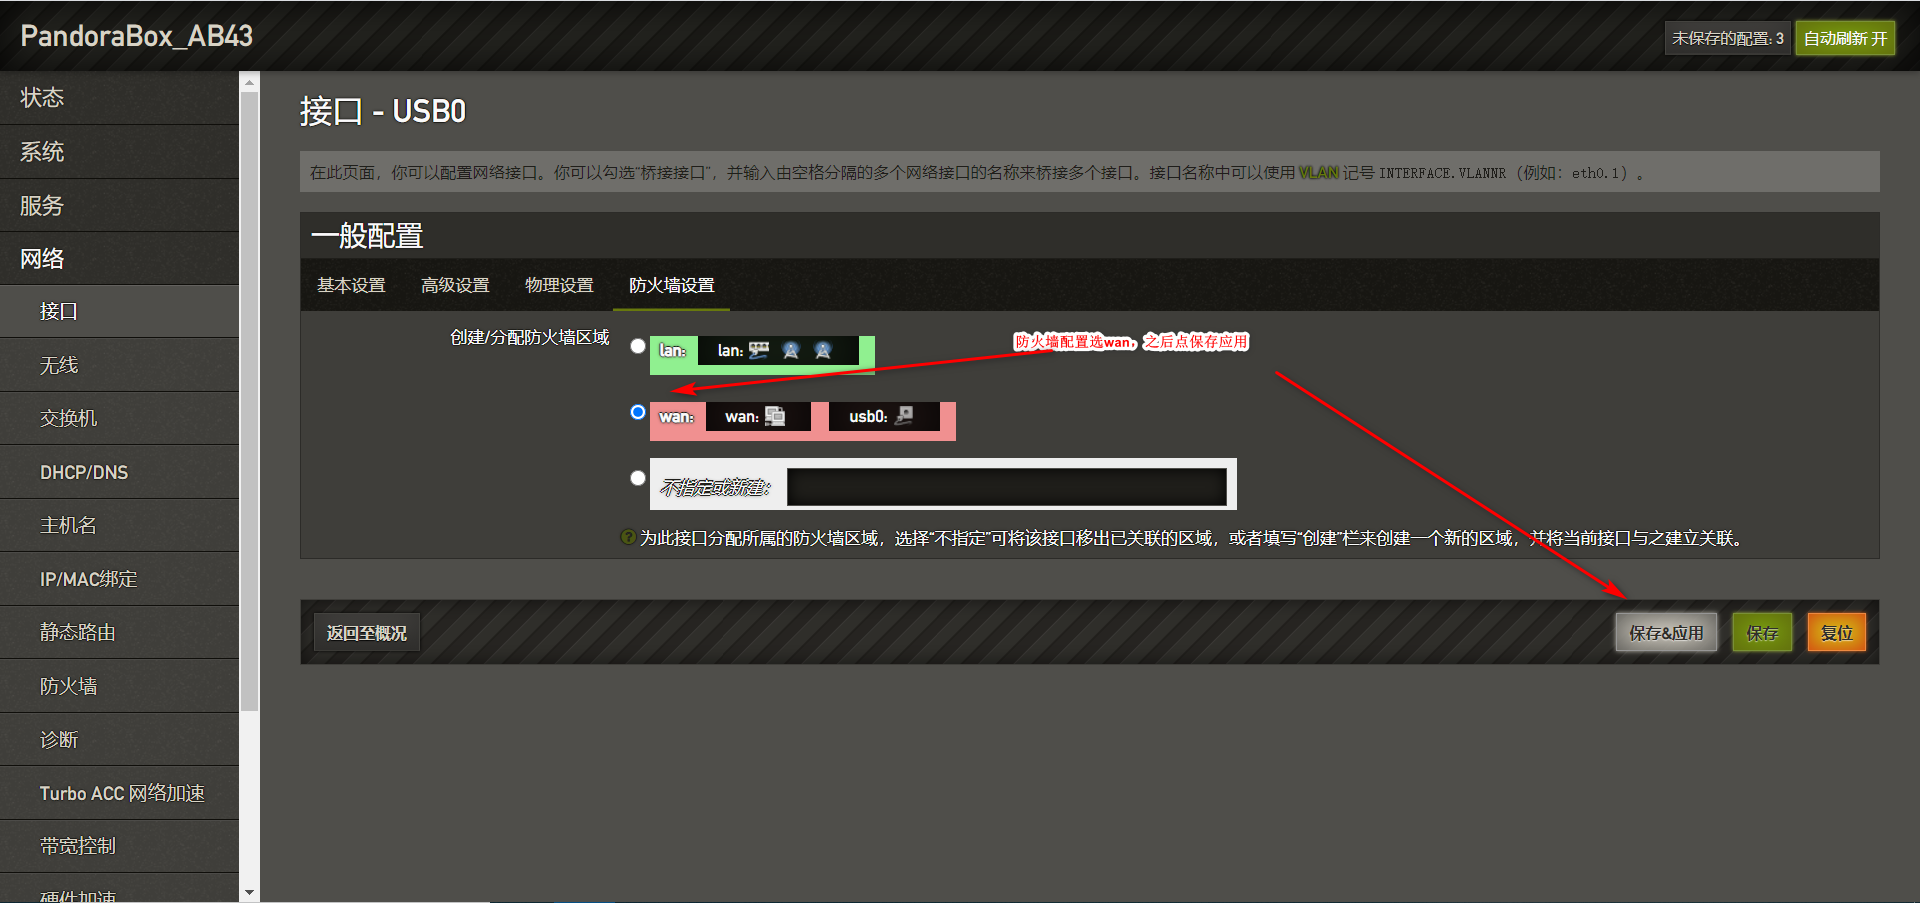 PandoraBox_AB43
未保存的配置: 3
自动刷新 开
状态
系统
服务
网络
接口
无线
交换机
DHCP/DNS
主机名
IP/MAC绑定
静态路由
防火墙
诊断
Turbo ACC 网络加速
带宽控制
硬件加速
接口 - USB0
在此页面，你可以配置网络接口。你可以勾选“桥接接口”，并输入由空格分隔的多个网络接口的名称来桥接多个接口。接口名称中可以使用 VLAN 记号 INTERFACE.VLANNR（例如：eth0.1）。
一般配置
基本设置 高级设置 物理设置 防火墙设置
创建/分配防火墙区域
lan: lan:
防火墙配置选wan，之后点保存应用
wan: wan: usb0:
不指定或新建:
为此接口分配所属的防火墙区域，选择“不指定”可将该接口移出已关联的区域，或者填写“创建”栏来创建一个新的区域，并将当前接口与之建立关联。
返回至概况
保存&应用
保存
复位